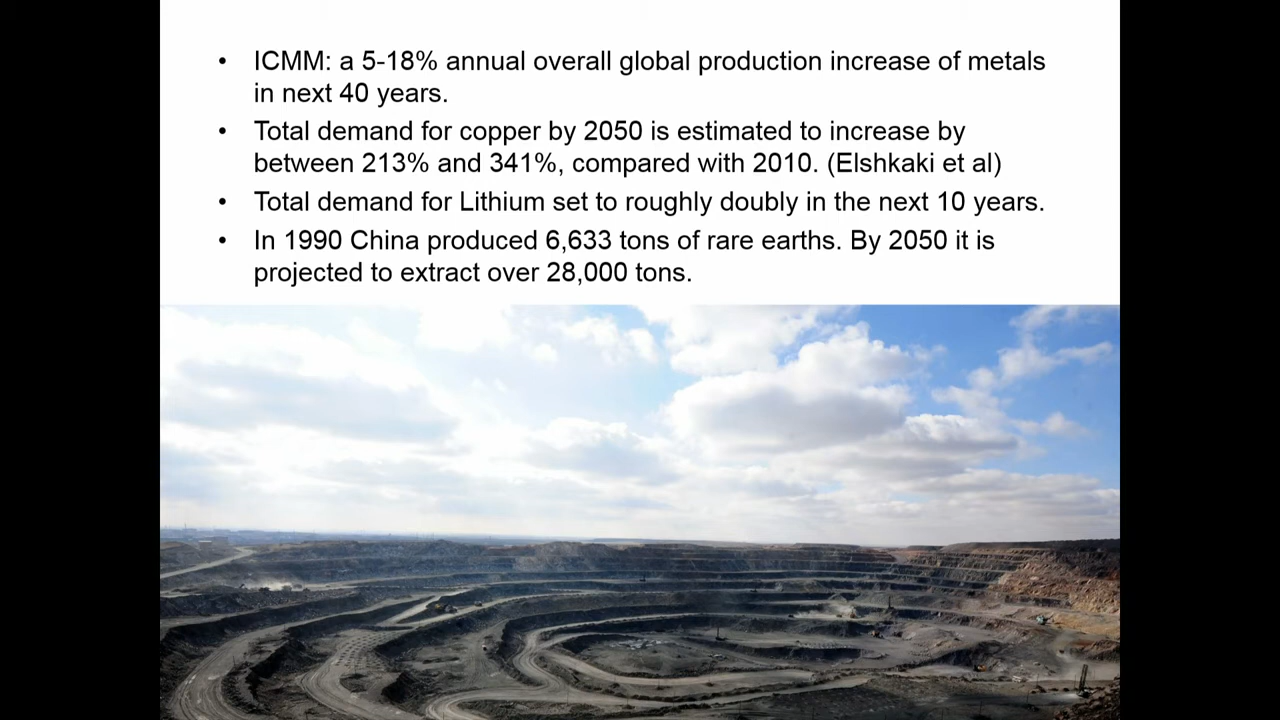 • ICMM: a 5-18% annual overall global production increase of metals
in next 40 years.
• Total demand for copper by 2050 is estimated to increase by
between 213% and 341%, compared with 2010. (Elshkaki et al)
• Total demand for Lithium set to roughly doubly in the next 10 years.
• In 1990 China produced 6,633 tons of rare earths. By 2050 it is
projected to extract over 28,000 tons.